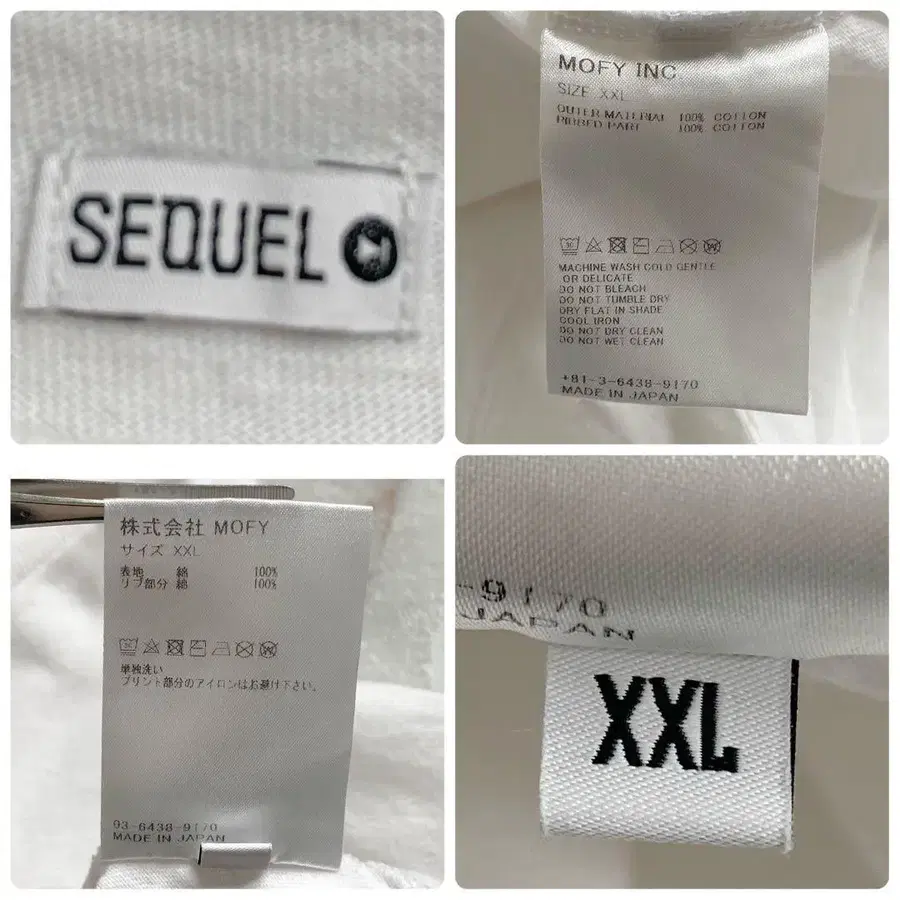 SEQUEL
MOFY INC
SIZE XXL
OUTER MATERIAL 100% COTTON
RIBBED PART 100% COTTON
MACHINE WASH COLD GENTLE
OR DELICATE
DO NOT BLEACH
DO NOT TUMBLE DRY
DRY FLAT IN SHADE
COOL IRON
DO NOT DRY CLEAN
DO NOT WET CLEAN
+81-3-6438-9170
MADE IN JAPAN
株式会社 MOFY
サイズ XXL
表地 綿 100%
リブ部分 綿 100%
単独洗い
プリント部分のアイロンはお避け下さい。
03-6438-9170
MADE IN JAPAN
-9170
JAPAN
XXL